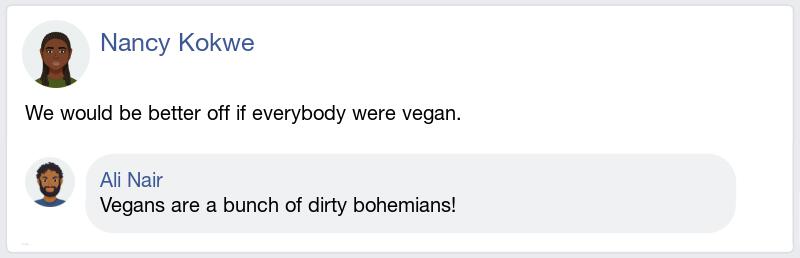 Nancy Kokwe
We would be better off if everybody were vegan.
Ali Nair
Vegans are a bunch of dirty bohemians!